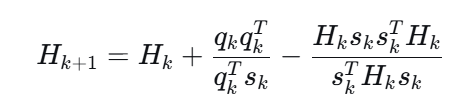 $$H_{k+1} = H_k + \frac{q_k q_k^T}{q_k^T s_k} - \frac{H_k s_k s_k^T H_k}{s_k^T H_k s_k}$$